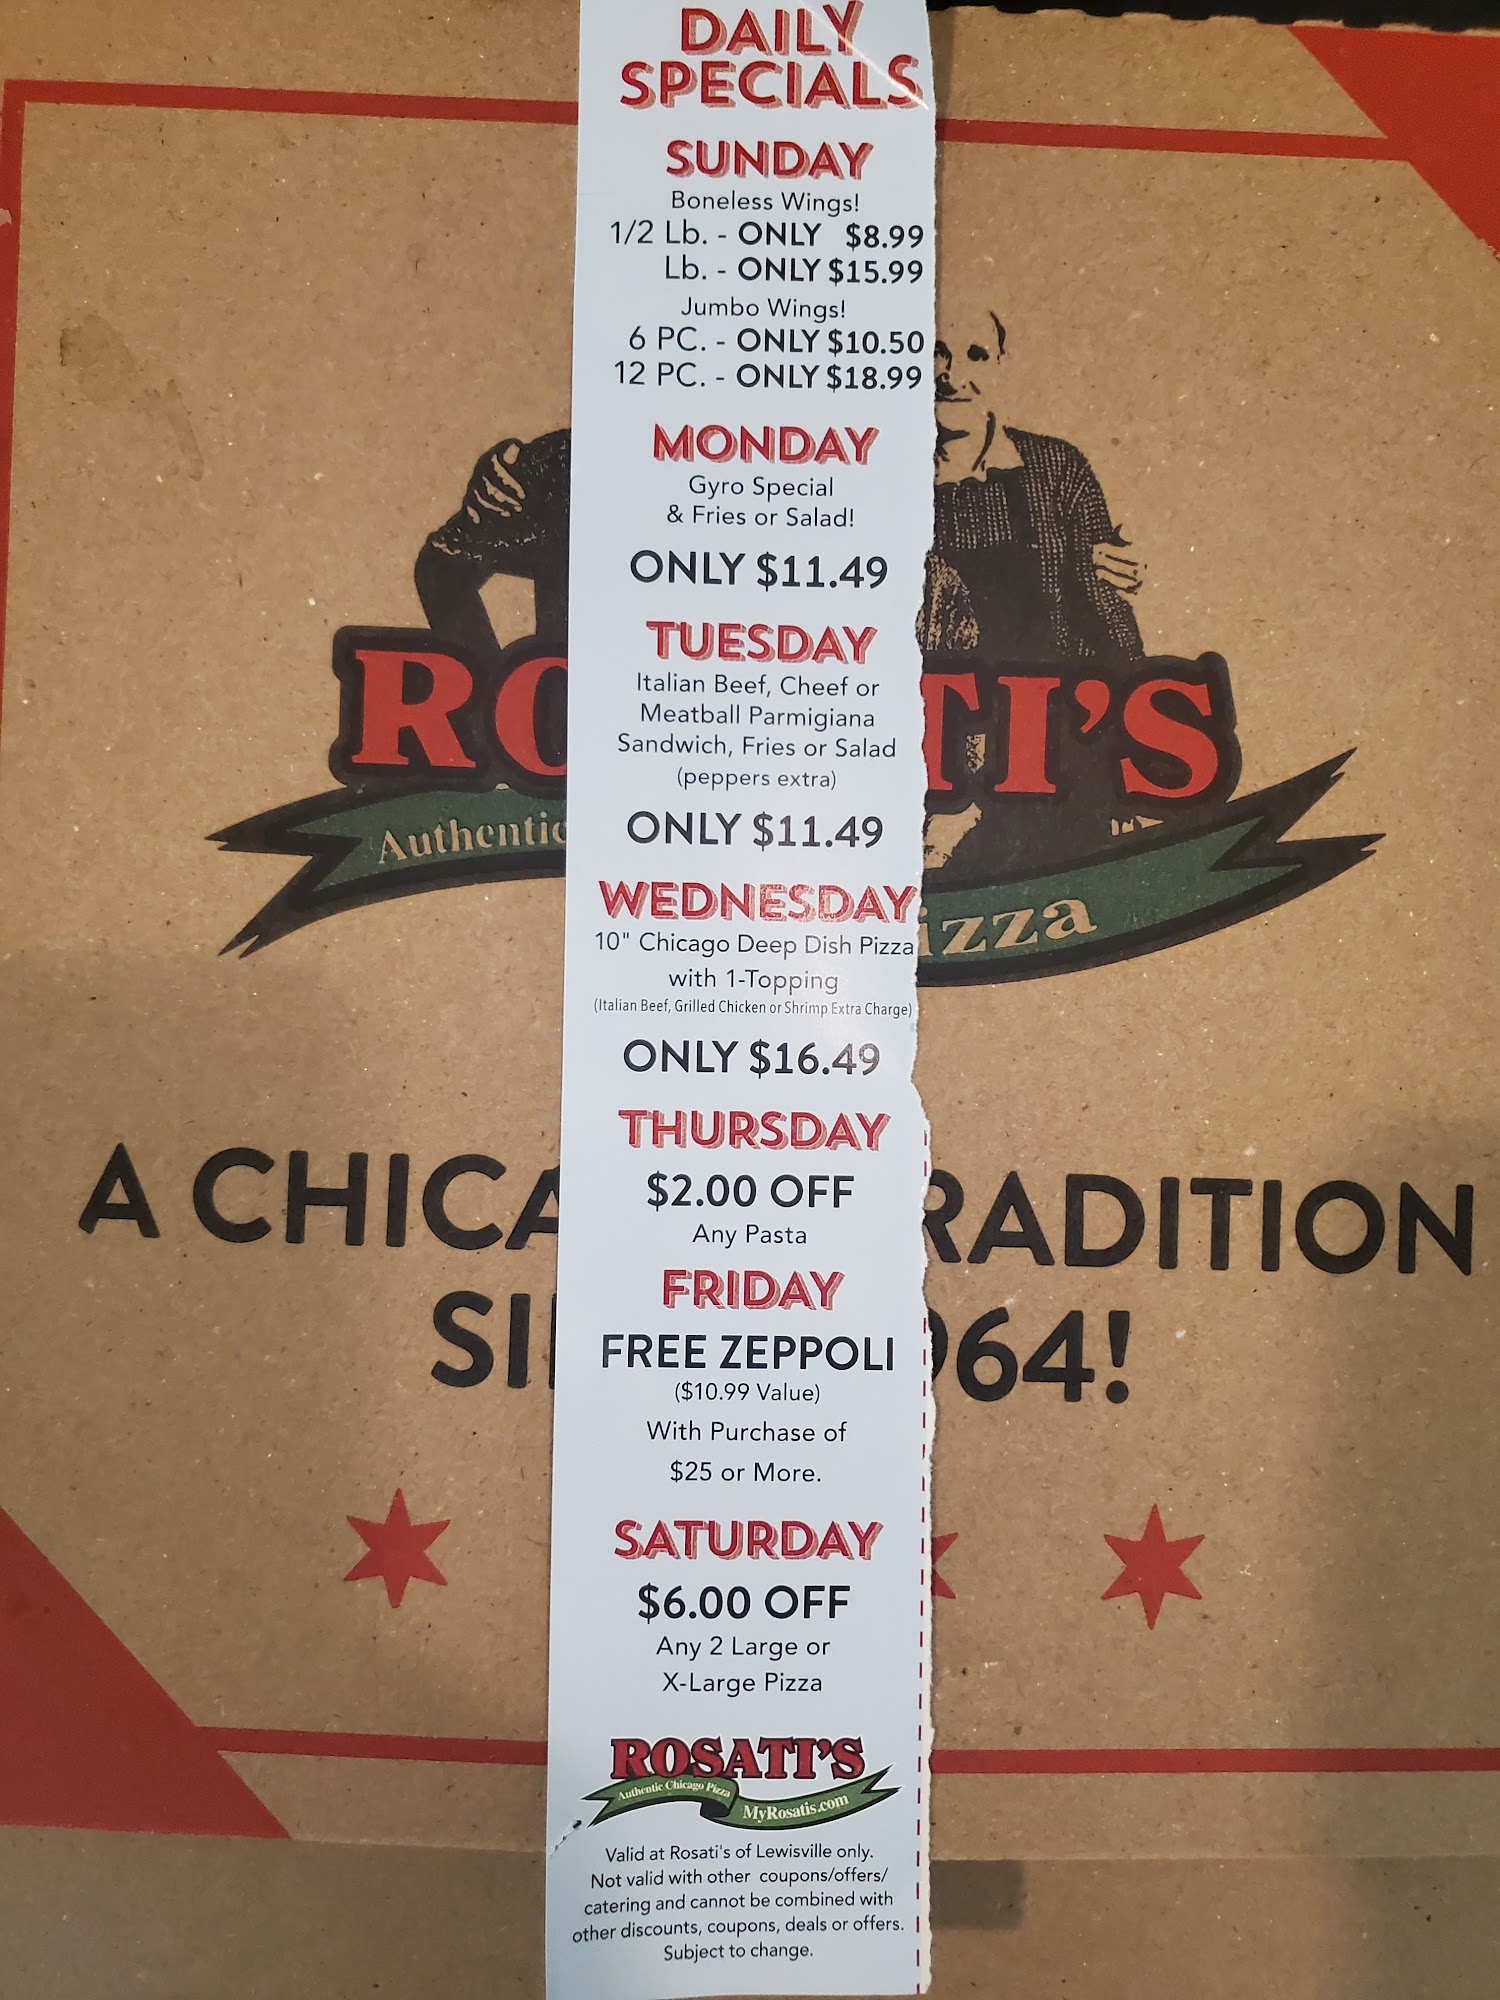 DAILY
SPECIALS
SUNDAY
Boneless Wings!
1/2 Lb. - ONLY $8.99
Lb. - ONLY $15.99
Jumbo Wings!
6 PC. - ONLY $10.50
12 PC. - ONLY $18.99
MONDAY
Gyro Special
& Fries or Salad!
ONLY $11.49
TUESDAY
Italian Beef, Cheef or
Meatball Parmigiana
Sandwich, Fries or Salad
(peppers extra)
ONLY $11.49
WEDNESDAY
10" Chicago Deep Dish Pizza
with 1-Topping
(Italian Beef, Grilled Chicken or Shrimp Extra Charge)
ONLY $16.49
THURSDAY
$2.00 OFF
Any Pasta
FRIDAY
FREE ZEPPOLI
($10.99 Value)
With Purchase of
$25 or More.
SATURDAY
$6.00 OFF
Any 2 Large or
X-Large Pizza
ROSATI'S
Authentic Chicago Pizza
MyRosatis.com
Valid at Rosati's of Lewisville only.
Not valid with other coupons/offers/
catering and cannot be combined with
other discounts, coupons, deals or offers.
Subject to change.
RO TI'S
Authentic izza
A CHICA RADITION
SI 964!